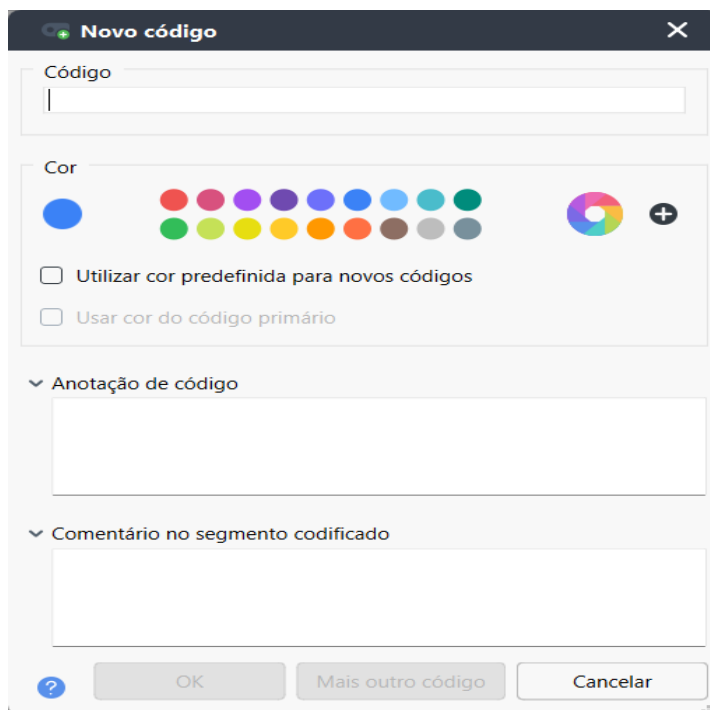 Novo código
Código
Cor
Utilizar cor predefinida para novos códigos
Usar cor do código primário
Anotação de código
Comentário no segmento codificado
? OK Mais outro código Cancelar